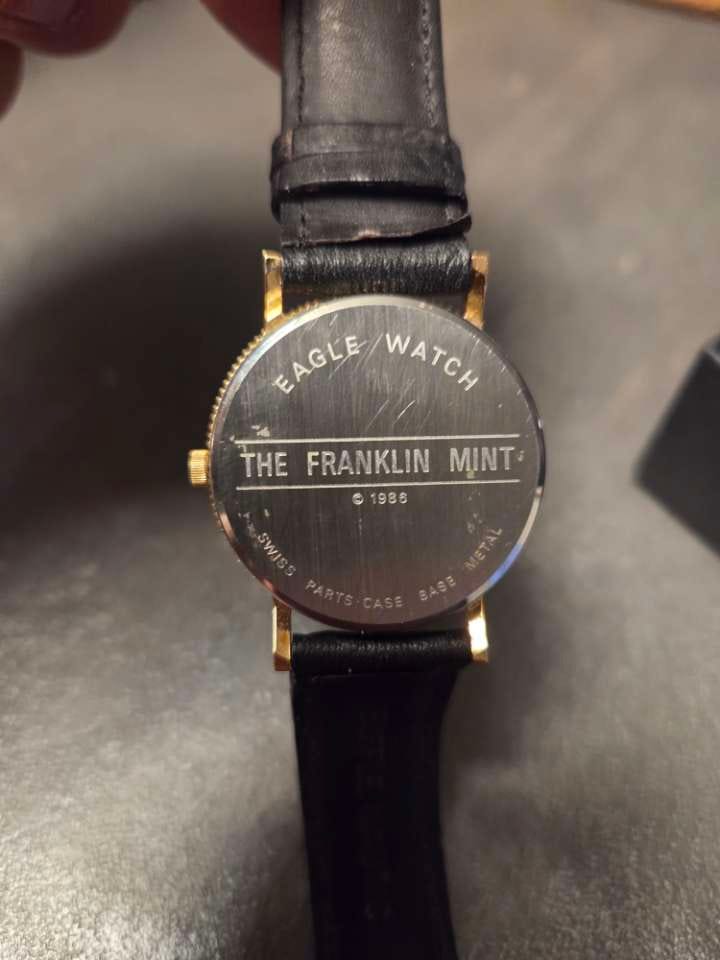 EAGLE WATCH
THE FRANKLIN MINT
© 1986
SWISS PARTS·CASE BASE METAL